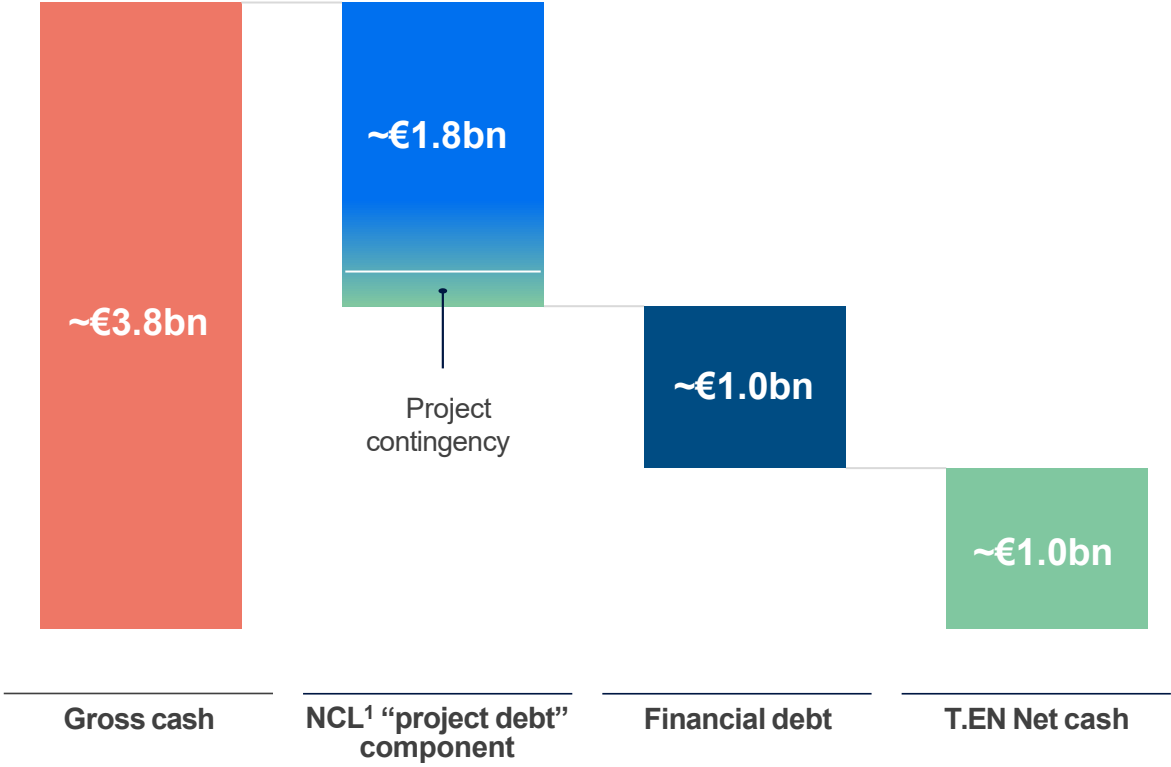 ~€1.8bn
~€3.8bn
~€1.0bn
Project
contingency
~€1.0bn
Gross cash
NCL¹ “project debt”
component
Financial debt
T.EN Net cash